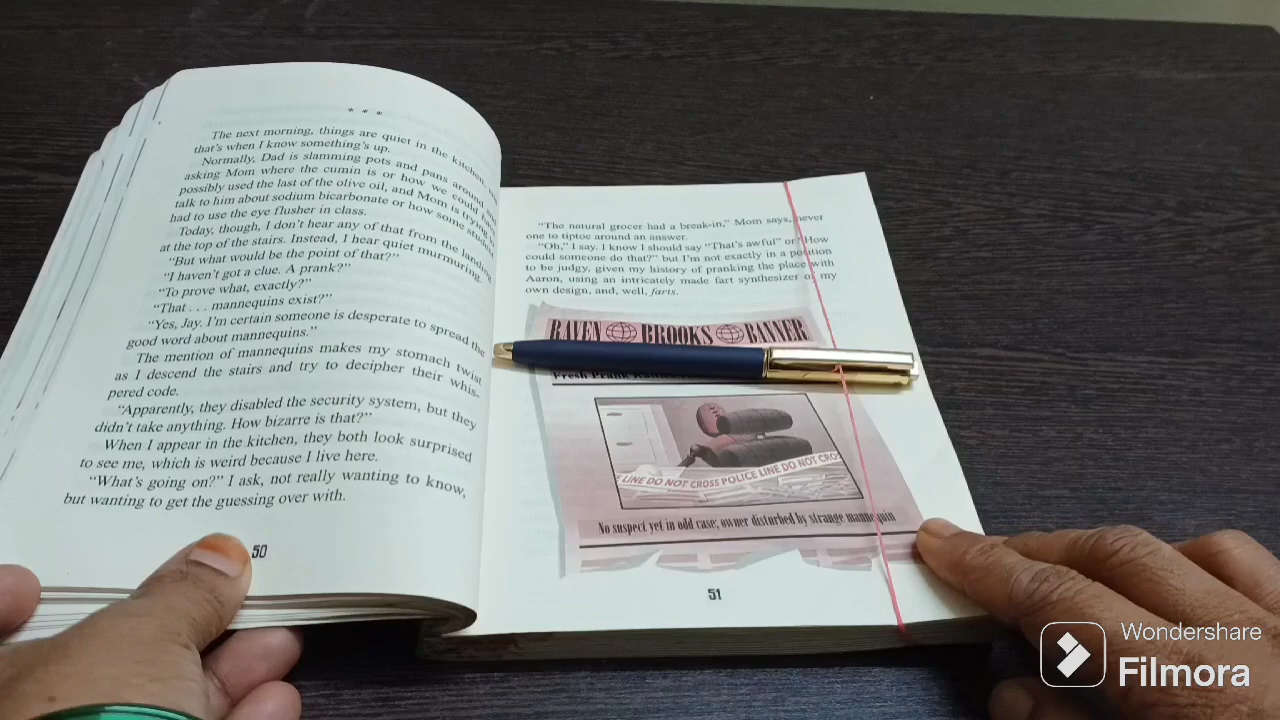 * * *
The next morning, things are quiet in the kitchen,
that's when I know something's up.
Normally, Dad is slamming pots and pans around
asking Mom where the cumin is or how we could have
possibly used the last of the olive oil, and Mom is trying to
talk to him about sodium bicarbonate or how some student
had to use the eye flusher in class.
Today, though, I don't hear any of that from the landing
at the top of the stairs. Instead, I hear quiet murmuring.
"But what would be the point of that?"
"I haven't got a clue. A prank?"
"To prove what, exactly?"
"That . . . mannequins exist?"
"Yes, Jay. I'm certain someone is desperate to spread the
good word about mannequins."
The mention of mannequins makes my stomach twist
as I descend the stairs and try to decipher their whis-
pered code.
"Apparently, they disabled the security system, but they
didn't take anything. How bizarre is that?"
When I appear in the kitchen, they both look surprised
to see me, which is weird because I live here.
"What's going on?" I ask, not really wanting to know,
but wanting to get the guessing over with.
50
"The natural grocer had a break-in," Mom says, never
one to tiptoe around an answer.
"Oh," I say. I know I should say "That's awful" or "How
could someone do that?" but I'm not exactly in a position
to be judgy, given my history of pranking the place with
Aaron, using an intricately made fart synthesizer of my
own design, and, well, farts.
RAVEN BROOKS BANNER
Fresh Prank
E LINE DO NOT CROSS POLICE LINE DO NOT CRO
No suspect yet in odd case; owner disturbed by strange mannequin
51
Wondershare
Filmora